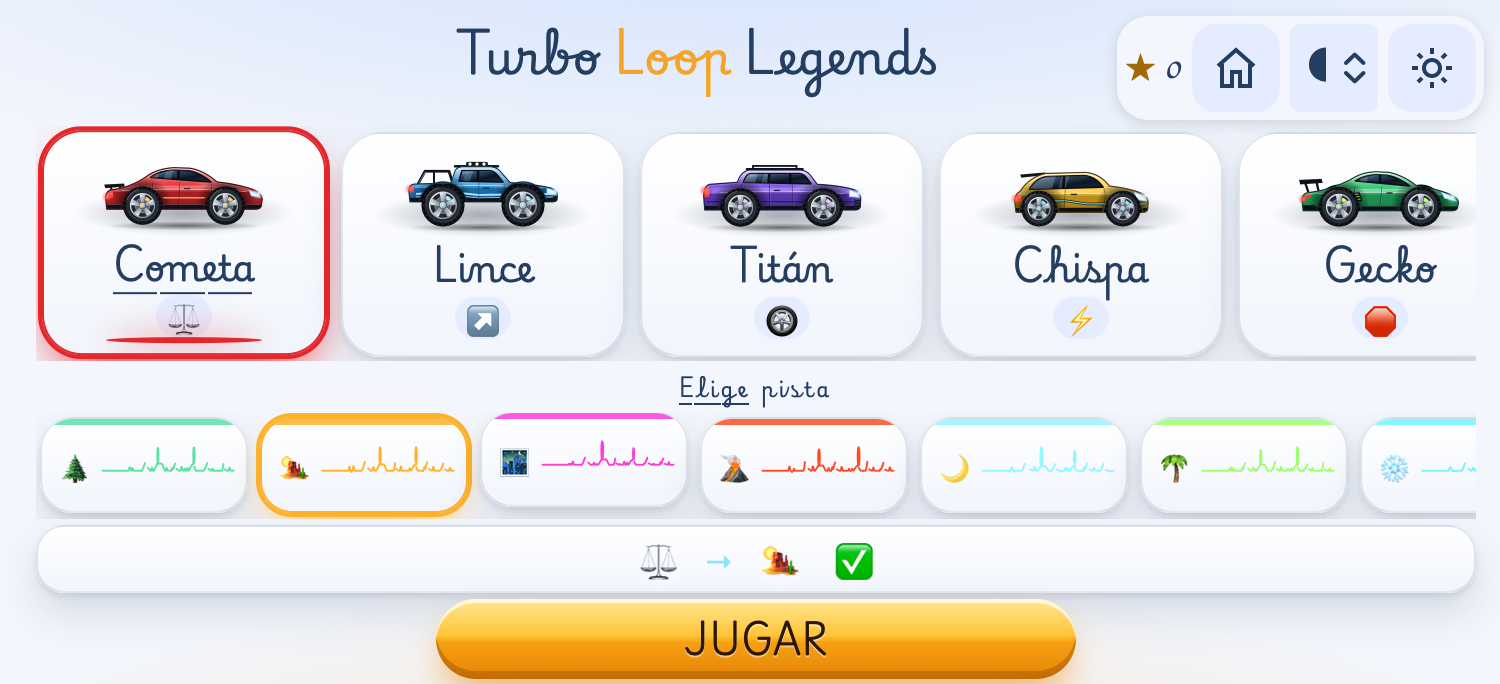 Turbo Loop Legends
0
Cometa
Lince
Titán
Chispa
Gecko
Elige pista
JUGAR